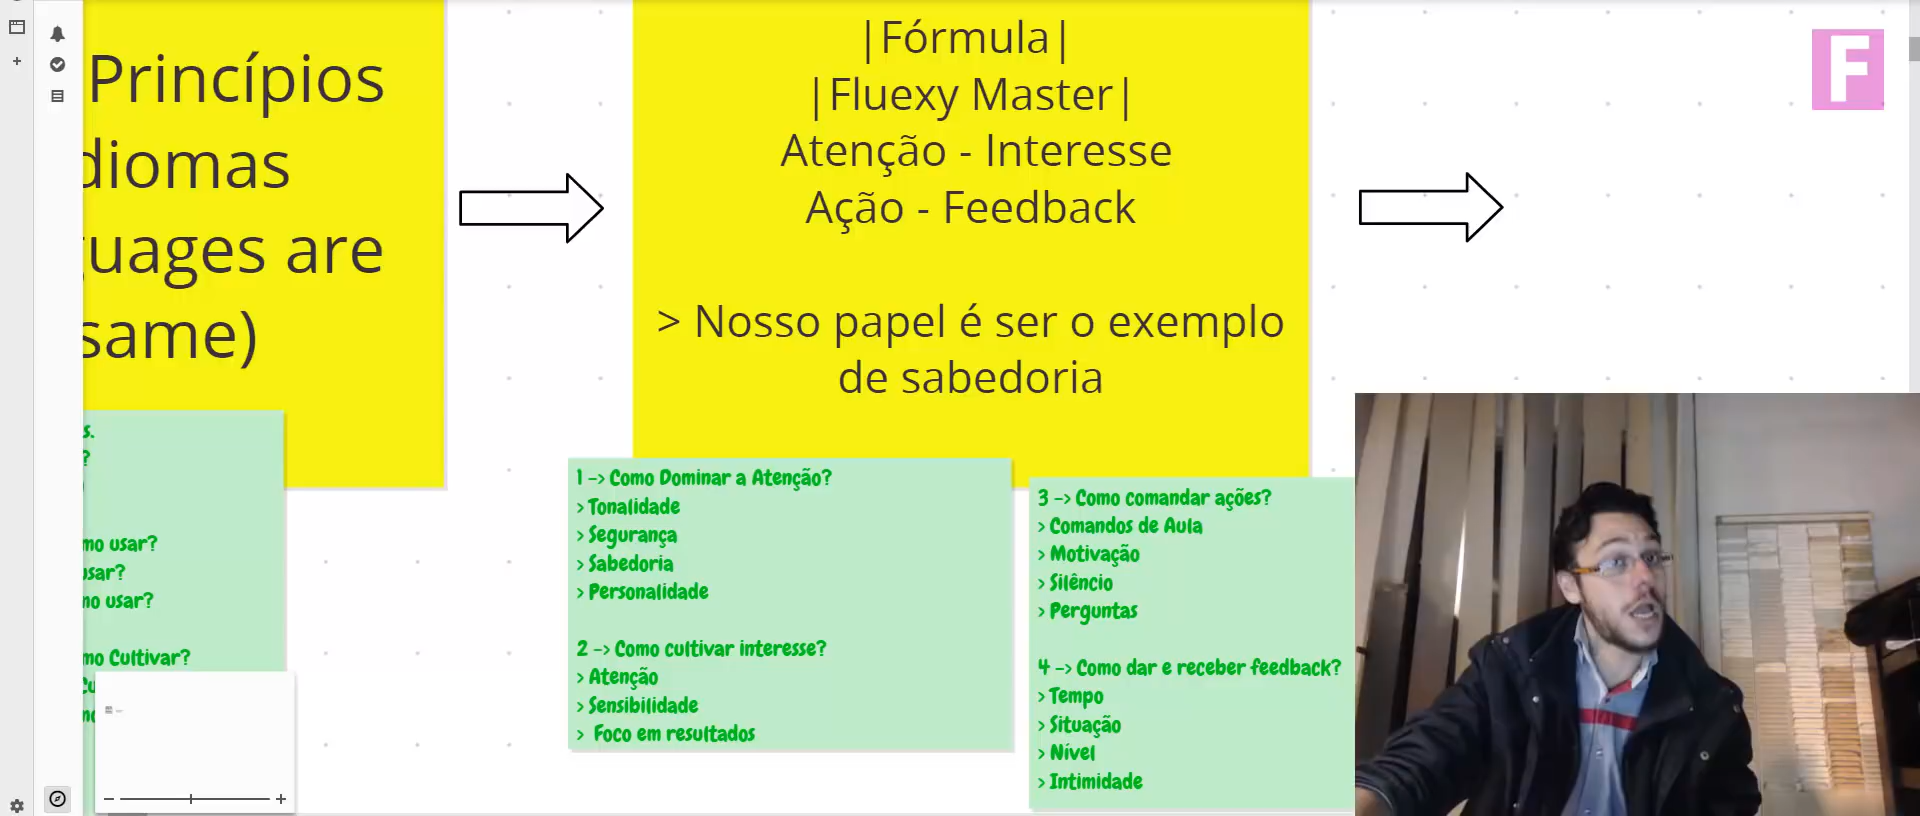 Princípios
diomas
guages are
same)
s.
?
mo usar?
usar?
no usar?
mo Cultivar?
|Fórmula|
|Fluexy Master|
Atenção - Interesse
Ação - Feedback
> Nosso papel é ser o exemplo
de sabedoria
1 -> Como Dominar a Atenção?
> Tonalidade
> Segurança
> Sabedoria
> Personalidade
2 -> Como cultivar interesse?
> Atenção
> Sensibilidade
> Foco em resultados
3 -> Como comandar ações?
> Comandos de Aula
> Motivação
> Silêncio
> Perguntas
4 -> Como dar e receber feedback?
> Tempo
> Situação
> Nível
> Intimidade
F